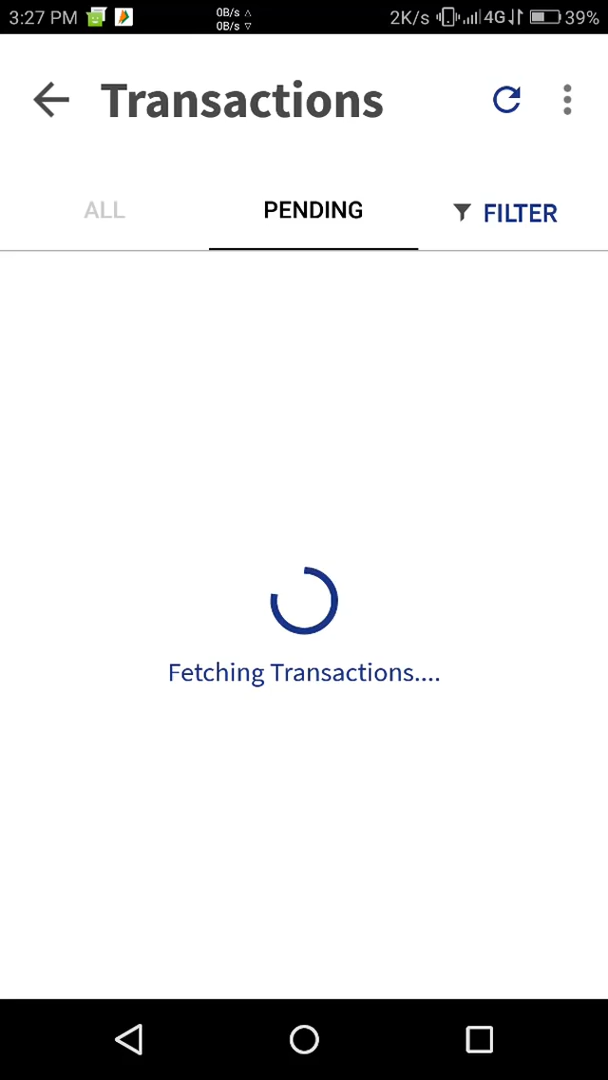 3:27 PM 0B/s 2K/s 4G 39%
0B/s
Transactions
ALL PENDING FILTER
Fetching Transactions....